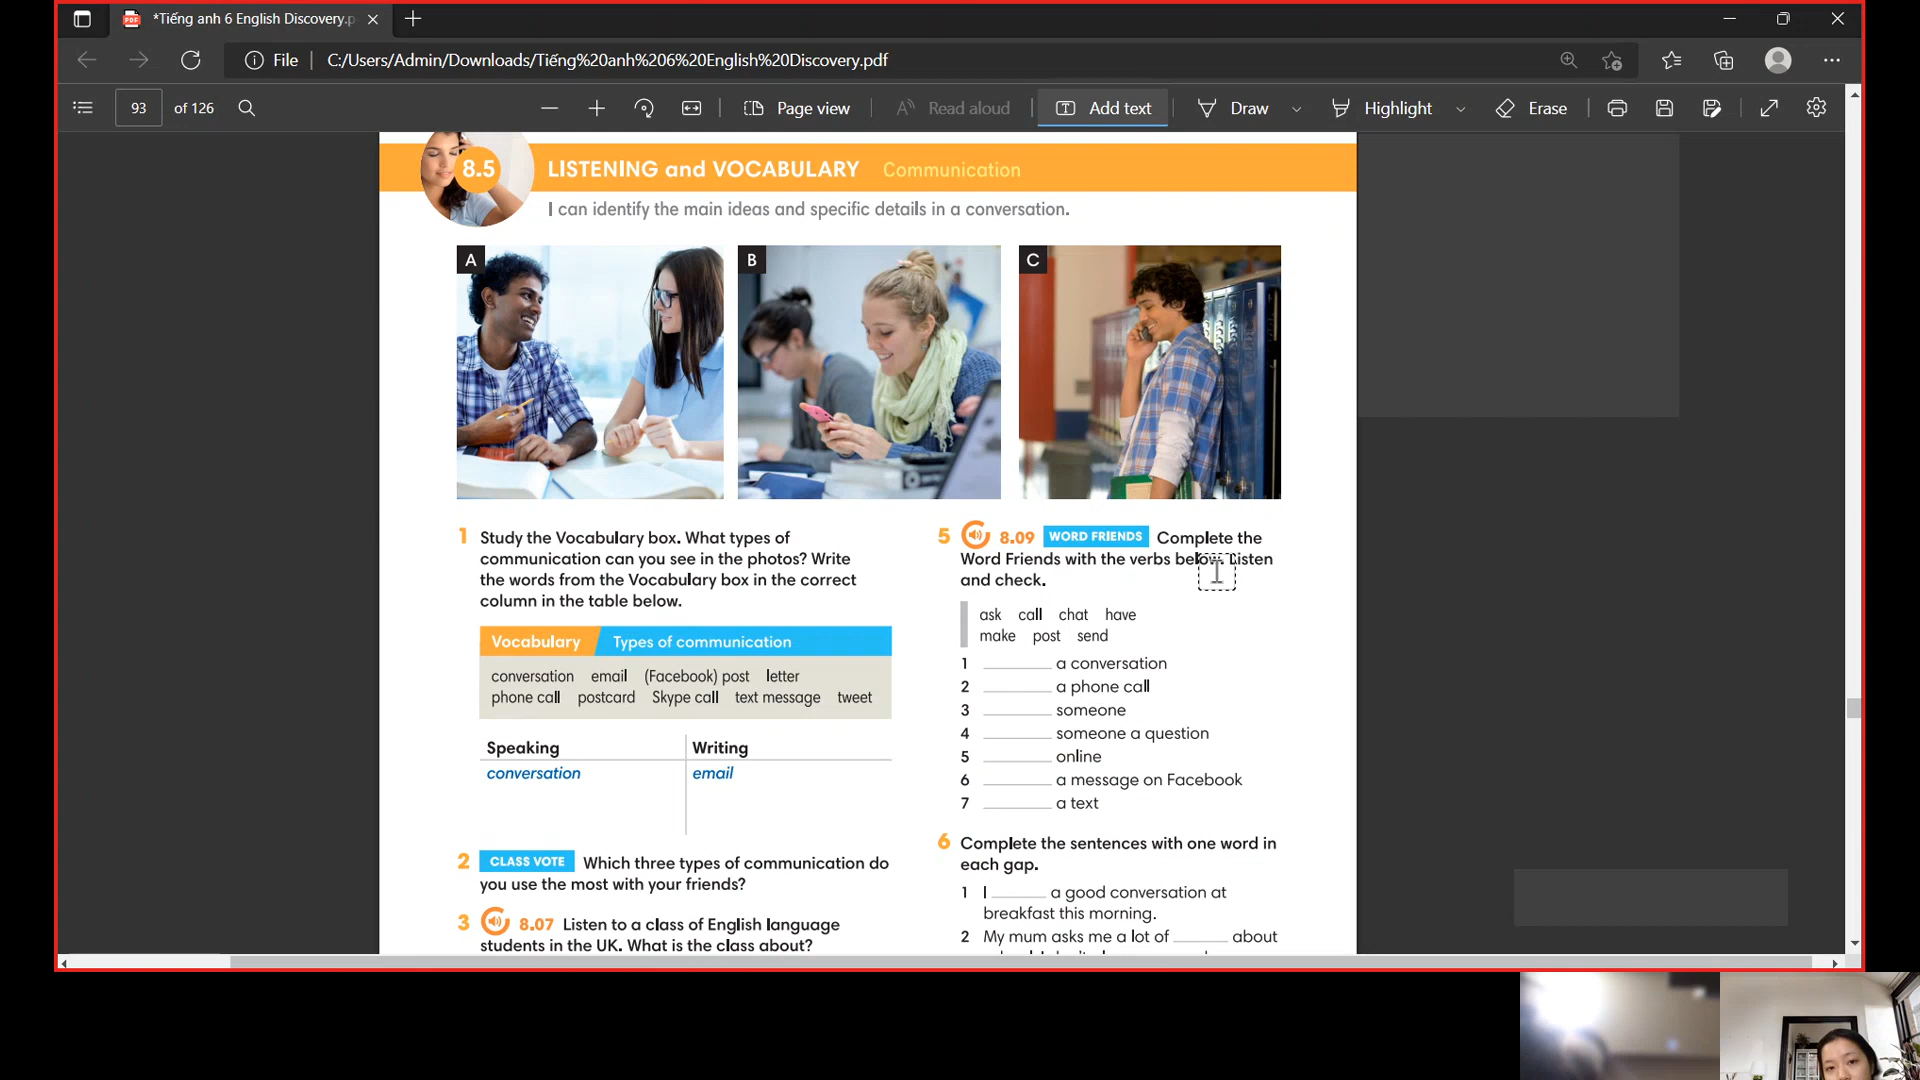 *Tiếng anh 6 English Discovery.p
File
C:/Users/Admin/Downloads/Tiếng%20anh%206%20English%20Discovery.pdf
93 of 126
Page view
Read aloud
Add text
Draw
Highlight
Erase
8.5 LISTENING and VOCABULARY Communication
I can identify the main ideas and specific details in a conversation.
A
B
C
1 Study the Vocabulary box. What types of
communication can you see in the photos? Write
the words from the Vocabulary box in the correct
column in the table below.
Vocabulary Types of communication
conversation email (Facebook) post letter
phone call postcard Skype call text message tweet
Speaking Writing
conversation email
2 CLASS VOTE Which three types of communication do
you use the most with your friends?
3 8.07 Listen to a class of English language
students in the UK. What is the class about?
5 8.09 WORD FRIENDS Complete the
Word Friends with the verbs below. Listen
and check.
ask call chat have
make post send
1 ________ a conversation
2 ________ a phone call
3 ________ someone
4 ________ someone a question
5 ________ online
6 ________ a message on Facebook
7 ________ a text
6 Complete the sentences with one word in
each gap.
1 I ______ a good conversation at
breakfast this morning.
2 My mum asks me a lot of ______ about